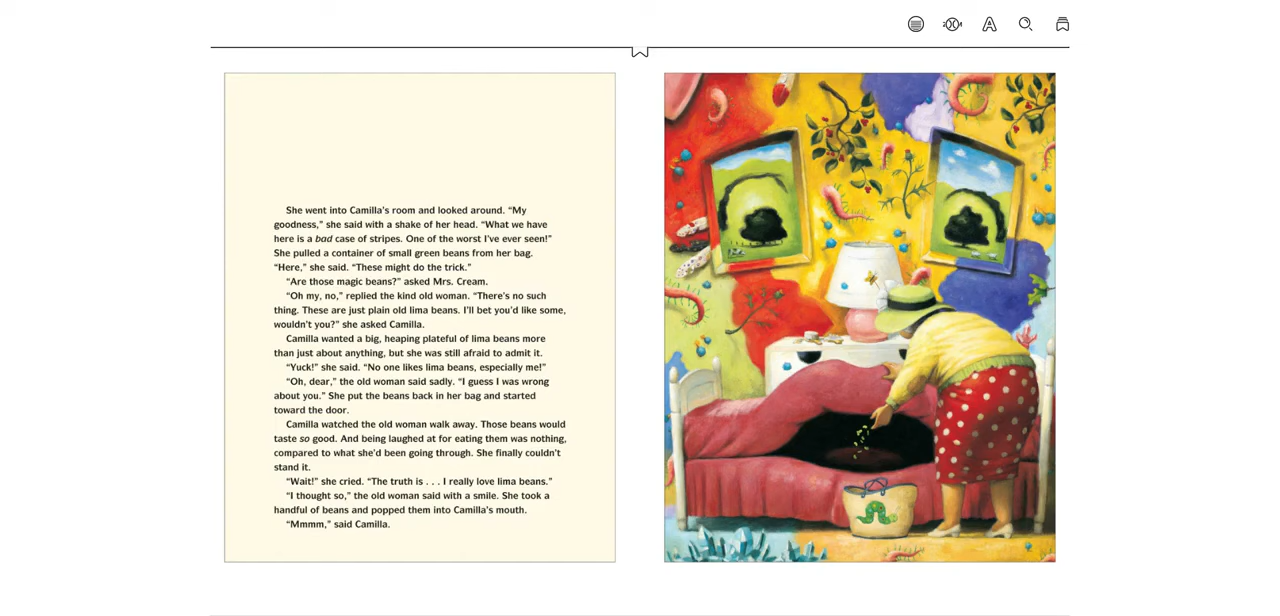 She went into Camilla's room and looked around. “My
goodness,” she said with a shake of her head. “What we have
here is a bad case of stripes. One of the worst I've ever seen!”
She pulled a container of small green beans from her bag.
“Here,” she said. “These might do the trick.”
“Are those magic beans?” asked Mrs. Cream.
“Oh my, no,” replied the kind old woman. “There's no such
thing. These are just plain old lima beans. I'll bet you'd like some,
wouldn't you?” she asked Camilla.
Camilla wanted a big, heaping plateful of lima beans more
than just about anything, but she was still afraid to admit it.
“Yuck!” she said. “No one likes lima beans, especially me!”
“Oh, dear,” the old woman said sadly. “I guess I was wrong
about you.” She put the beans back in her bag and started
toward the door.
Camilla watched the old woman walk away. Those beans would
taste so good. And being laughed at for eating them was nothing,
compared to what she'd been going through. She finally couldn't
stand it.
“Wait!” she cried. “The truth is . . . I really love lima beans.”
“I thought so,” the old woman said with a smile. She took a
handful of beans and popped them into Camilla's mouth.
“Mmmm,” said Camilla.